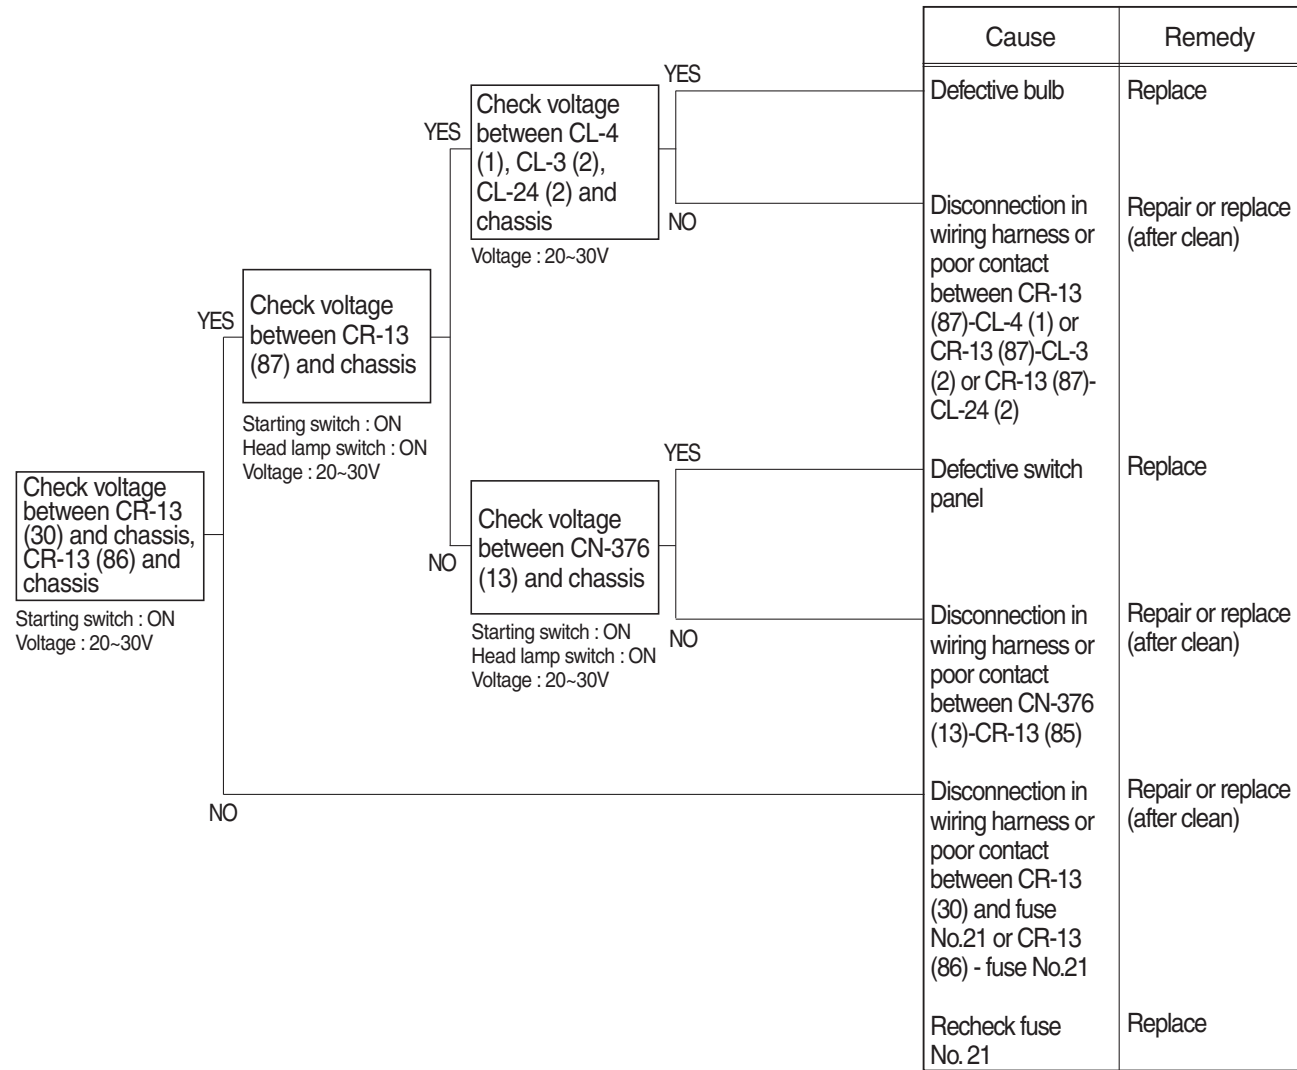 Cause
Remedy
YES
Defective bulb
Replace
Check voltage
between CL-4
(1), CL-3 (2),
CL-24 (2) and
chassis
YES
Voltage : 20~30V
NO
Disconnection in
wiring harness or
poor contact
between CR-13
(87)-CL-4 (1) or
CR-13 (87)-CL-3
(2) or CR-13 (87)-
CL-24 (2)
Repair or replace
(after clean)
YES
Check voltage
between CR-13
(87) and chassis
Starting switch : ON
Head lamp switch : ON
Voltage : 20~30V
YES
Defective switch
panel
Replace
Check voltage
between CR-13
(30) and chassis,
CR-13 (86) and
chassis
Starting switch : ON
Voltage : 20~30V
NO
Check voltage
between CN-376
(13) and chassis
Starting switch : ON
Head lamp switch : ON
Voltage : 20~30V
NO
Disconnection in
wiring harness or
poor contact
between CN-376
(13)-CR-13 (85)
Repair or replace
(after clean)
NO
Disconnection in
wiring harness or
poor contact
between CR-13
(30) and fuse
No.21 or CR-13
(86) - fuse No.21
Repair or replace
(after clean)
Recheck fuse
No. 21
Replace